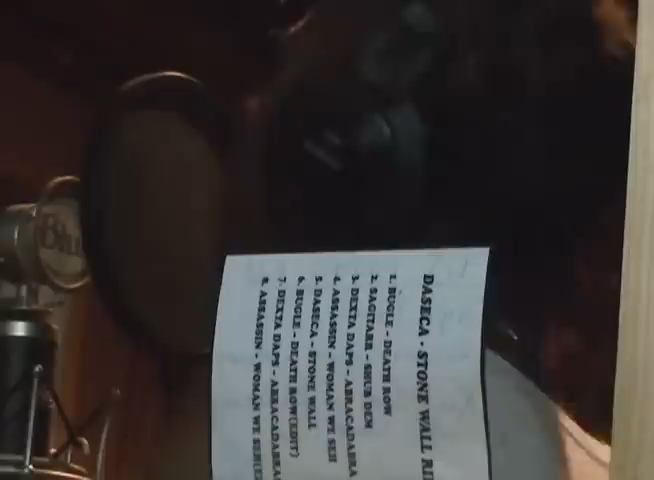 DASECA - STONE WALL RI
1. BUGLE - DEATH ROW
2. SAGITARR - SHUB DEM
3. DEXTA DAPS - ABRACADABRA
4. ASSASSIN - WOMAN WE SEH
5. DASECA - STONE WALL
6. BUGLE - DEATH ROW(EDIT)
7. DEXTA DAPS - ABRACADABRA
8. ASSASSIN - WOMAN WE SEH(E
Blue